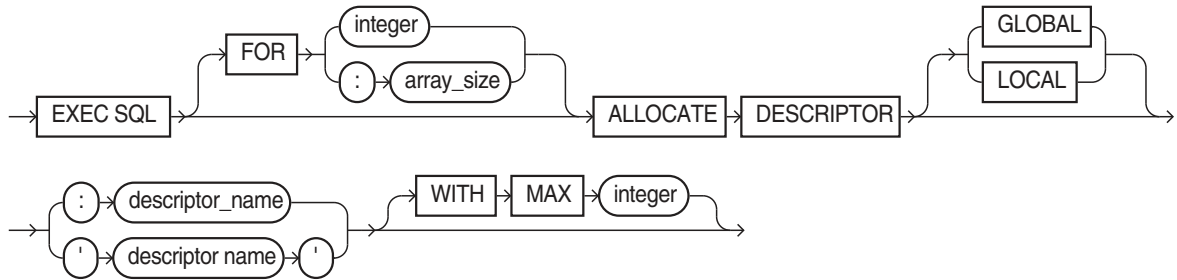 integer GLOBAL
FOR : array_size LOCAL
EXEC SQL ALLOCATE DESCRIPTOR
: descriptor_name WITH MAX integer
' descriptor name '